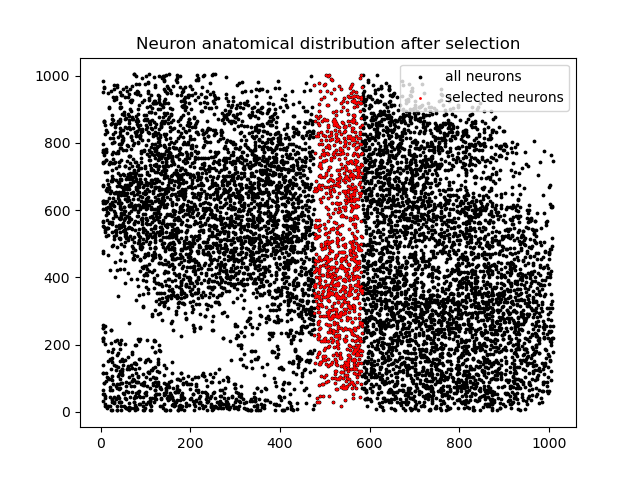 Neuron anatomical distribution after selection
all neurons
selected neurons
1000
800
600
400
200
0
0 200 400 600 800 1000